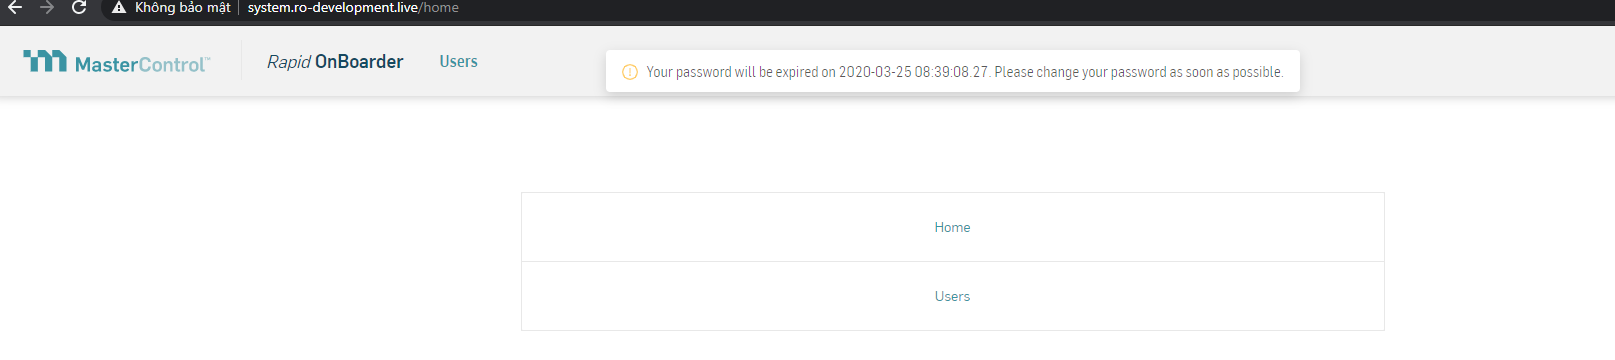 Không bảo mật system.ro-development.live/home
MasterControl™ Rapid OnBoarder Users
Your password will be expired on 2020-03-25 08:39:08.27. Please change your password as soon as possible.
Home
Users